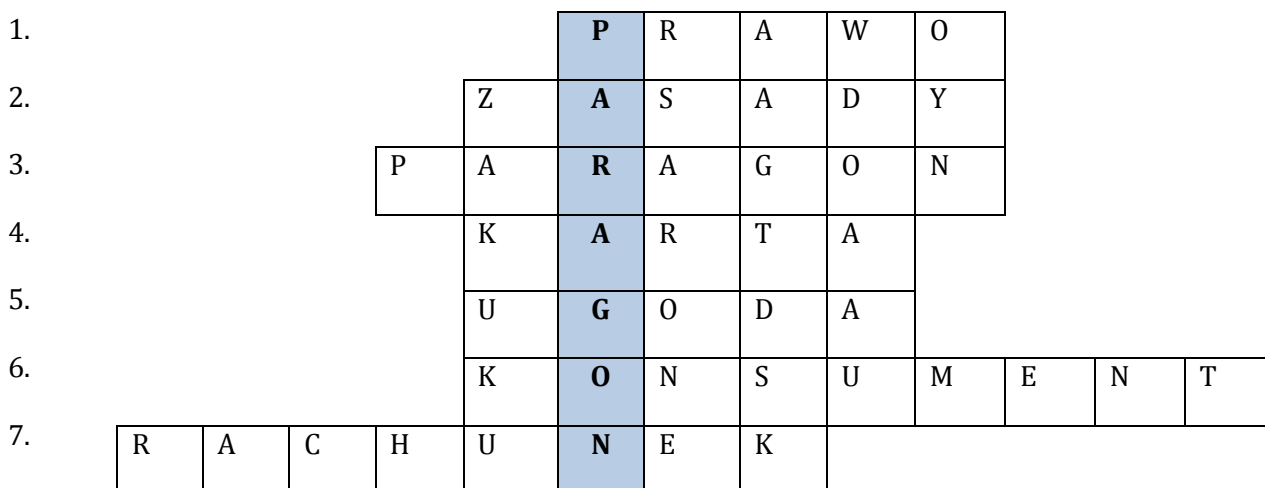 1. P R A W O
2. Z A S A D Y
3. P A R A G O N
4. K A R T A
5. U G O D A
6. K O N S U M E N T
7. R A C H U N E K